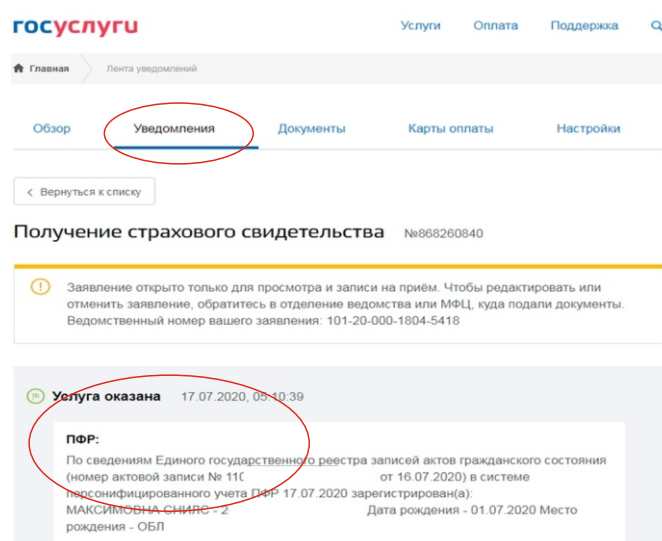 госуслуги
Услуги Оплата Поддержка
Главная Лента уведомлений
Обзор Уведомления Документы Карты оплаты Настройки
< Вернуться к списку
Получение страхового свидетельства №868260840
Заявление открыто только для просмотра и записи на приём. Чтобы редактировать или
отменить заявление, обратитесь в отделение ведомства или МФЦ, куда подали документы.
Ведомственный номер вашего заявления: 101-20-000-1804-5418
Услуга оказана 17.07.2020, 05:10:39
ПФР:
По сведениям Единого государственного реестра записей актов гражданского состояния
(номер актовой записи № 110 от 16.07.2020) в системе
персонифицированного учета ПФР 17.07.2020 зарегистрирован(а):
МАКСИМОВНА СНИЛС - 2 Дата рождения - 01.07.2020 Место
рождения - ОБЛ